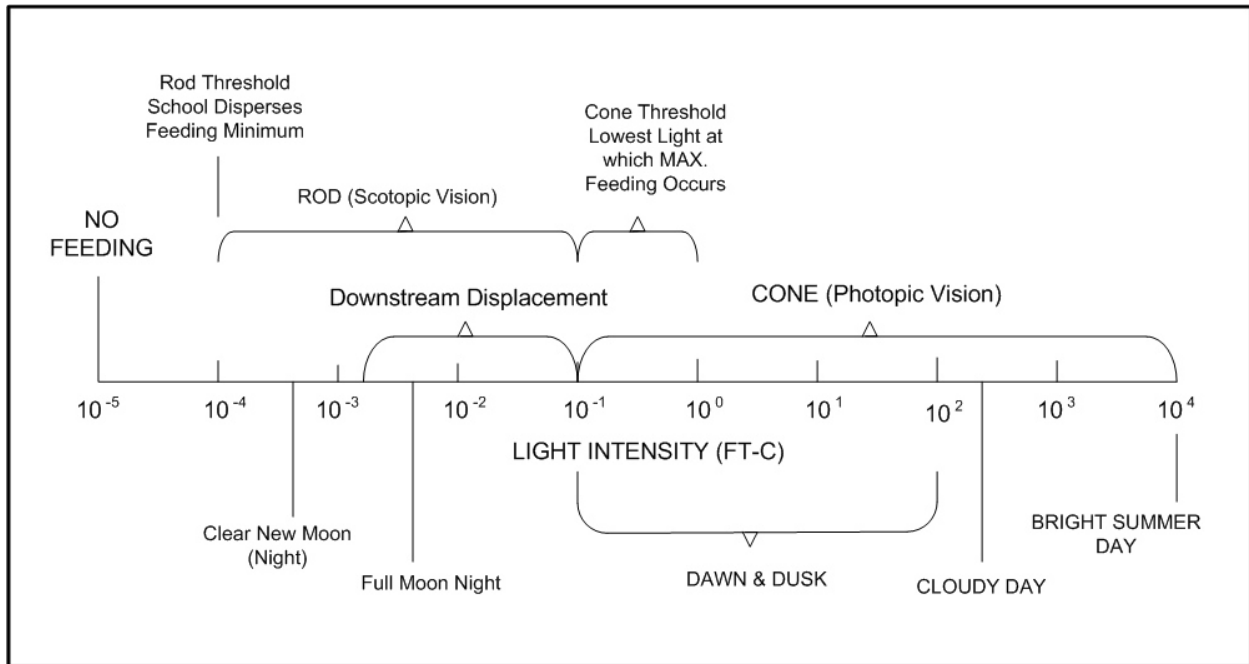 Rod Threshold
School Disperses
Feeding Minimum
Cone Threshold
Lowest Light at
which MAX.
Feeding Occurs
ROD (Scotopic Vision)
NO
FEEDING
Downstream Displacement
CONE (Photopic Vision)
10⁻⁵ 10⁻⁴ 10⁻³ 10⁻² 10⁻¹ 10⁰ 10¹ 10² 10³ 10⁴
LIGHT INTENSITY (FT-C)
Clear New Moon
(Night)
Full Moon Night
DAWN & DUSK
CLOUDY DAY
BRIGHT SUMMER
DAY